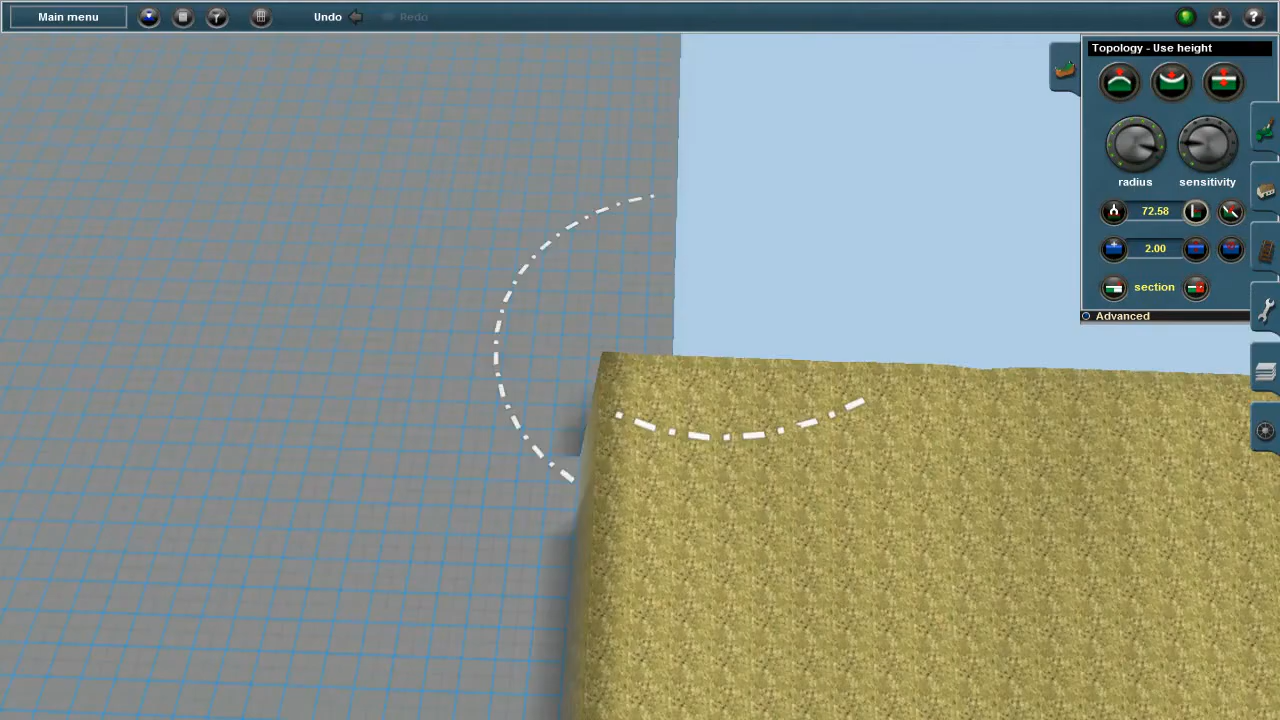 Main menu
Undo
Redo
?
Topology - Use height
radius
sensitivity
72.58
2.00
section
Advanced